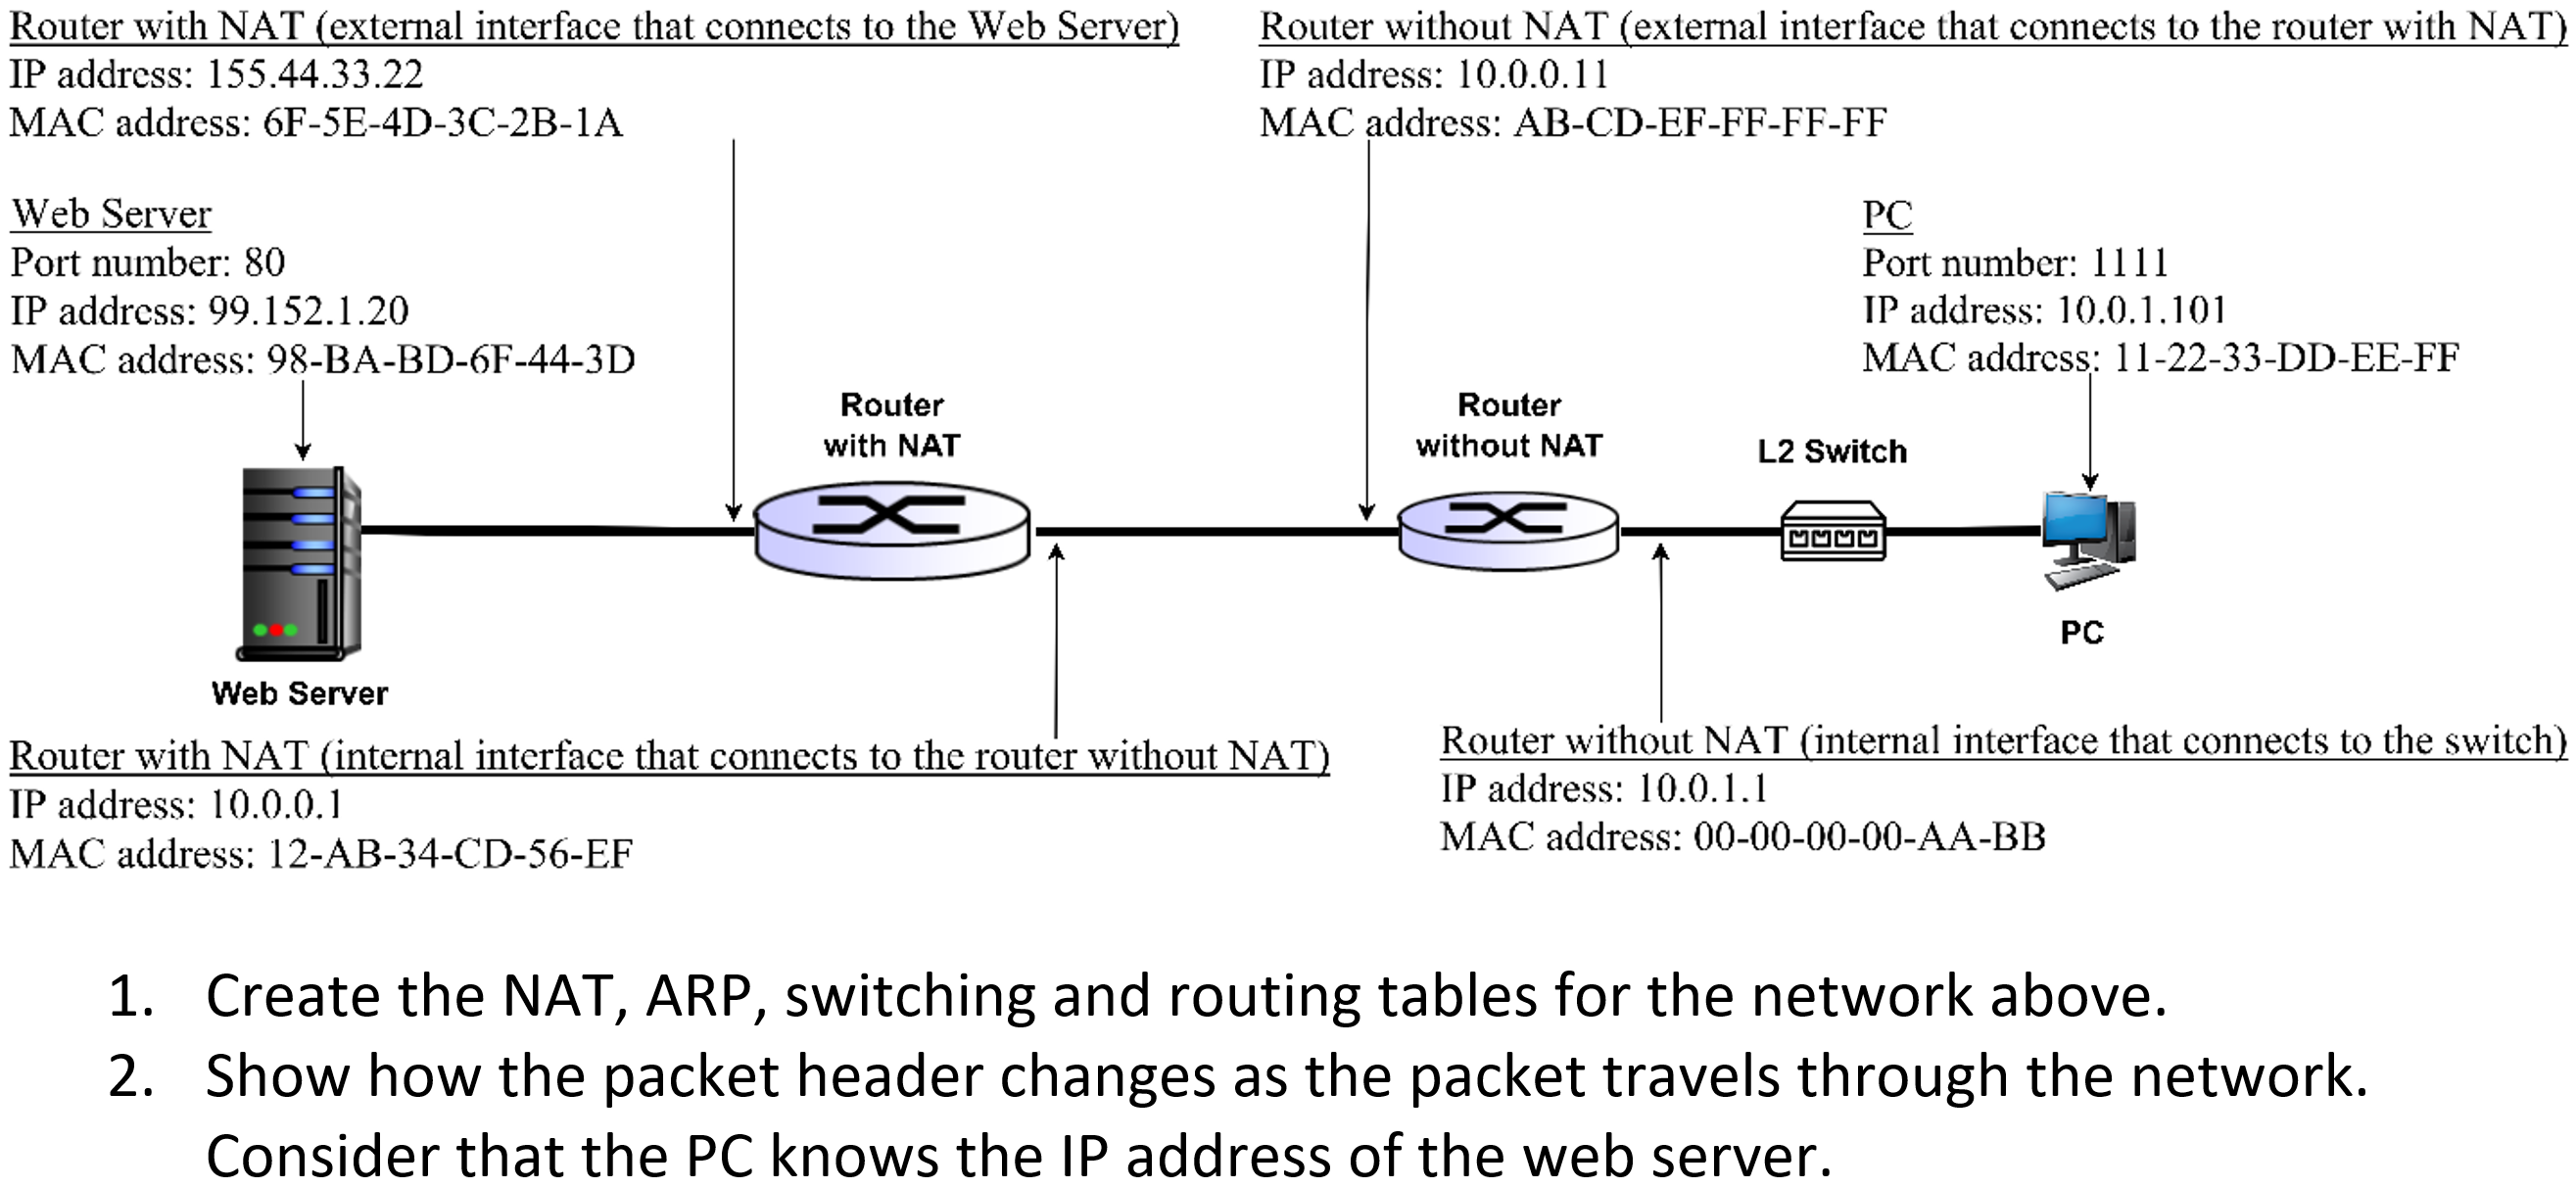 Router with NAT (external interface that connects to the Web Server)
IP address: 155.44.33.22
MAC address: 6F-5E-4D-3C-2B-1A
Router without NAT (external interface that connects to the router with NAT)
IP address: 10.0.0.11
MAC address: AB-CD-EF-FF-FF-FF
Web Server
Port number: 80
IP address: 99.152.1.20
MAC address: 98-BA-BD-6F-44-3D
PC
Port number: 1111
IP address: 10.0.1.101
MAC address: 11-22-33-DD-EE-FF
Router
with NAT
Router
without NAT
L2 Switch
PC
Web Server
Router with NAT (internal interface that connects to the router without NAT)
IP address: 10.0.0.1
MAC address: 12-AB-34-CD-56-EF
Router without NAT (internal interface that connects to the switch)
IP address: 10.0.1.1
MAC address: 00-00-00-00-AA-BB
1. Create the NAT, ARP, switching and routing tables for the network above.
2. Show how the packet header changes as the packet travels through the network.
Consider that the PC knows the IP address of the web server.